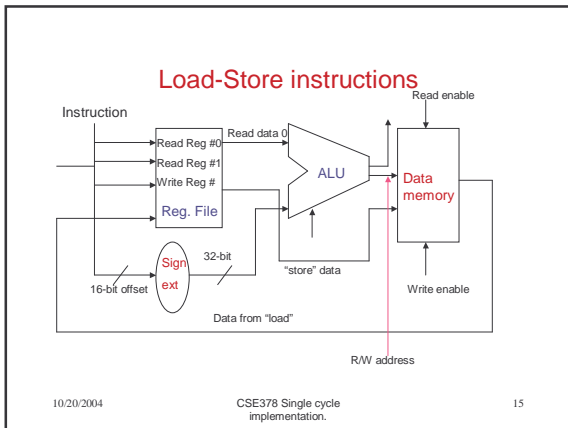 Load-Store instructions
Instruction
Read enable
Read Reg #0
Read data 0
Read Reg #1
Write Reg #
ALU
Data
memory
Reg. File
32-bit
Sign
ext
"store" data
16-bit offset
Write enable
Data from "load"
R/W address
10/20/2004
CSE378 Single cycle
implementation.
15